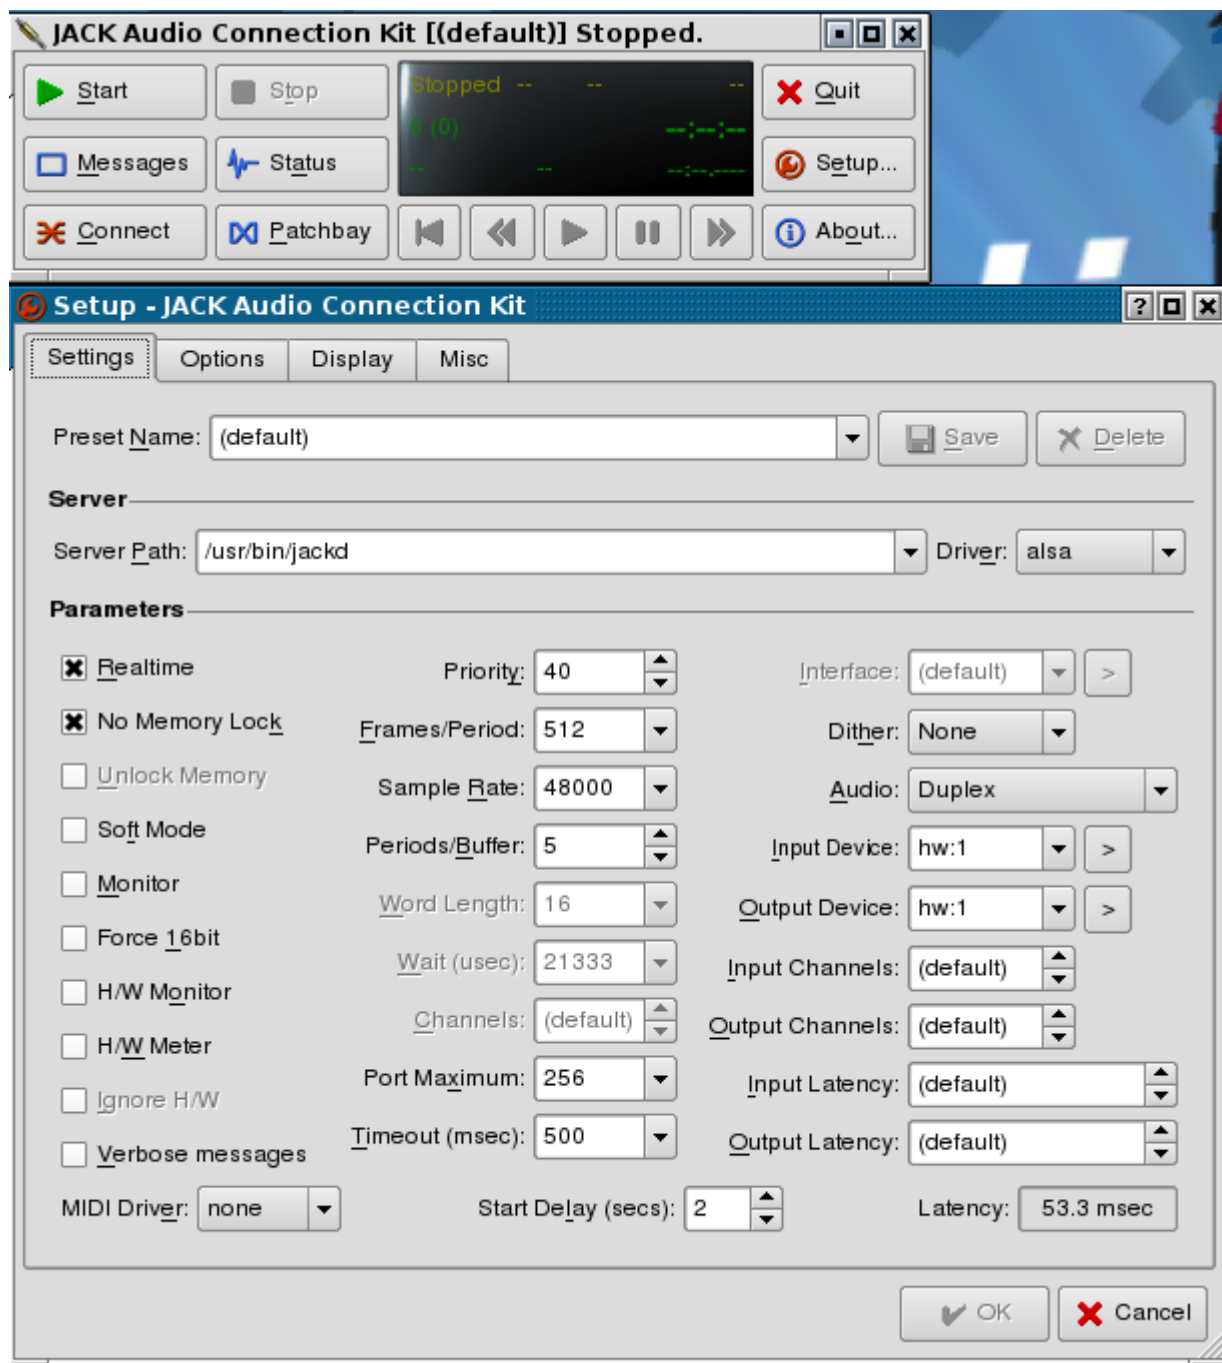 JACK Audio Connection Kit [(default)] Stopped.
Start Stop Stopped -- -- -- Quit
0 (0) --:--:--
Messages Status -- -- --:--.---- Setup...
Connect Patchbay About...
Setup - JACK Audio Connection Kit ?
Settings Options Display Misc
Preset Name: (default) Save Delete
Server
Server Path: /usr/bin/jackd Driver: alsa
Parameters
Realtime Priority: 40 Interface: (default) >
No Memory Lock Frames/Period: 512 Dither: None
Unlock Memory Sample Rate: 48000 Audio: Duplex
Soft Mode Periods/Buffer: 5 Input Device: hw:1 >
Monitor Word Length: 16 Output Device: hw:1 >
Force 16bit Wait (usec): 21333 Input Channels: (default)
H/W Monitor Channels: (default) Output Channels: (default)
H/W Meter Port Maximum: 256 Input Latency: (default)
Ignore H/W Timeout (msec): 500 Output Latency: (default)
Verbose messages
MIDI Driver: none Start Delay (secs): 2 Latency: 53.3 msec
OK Cancel